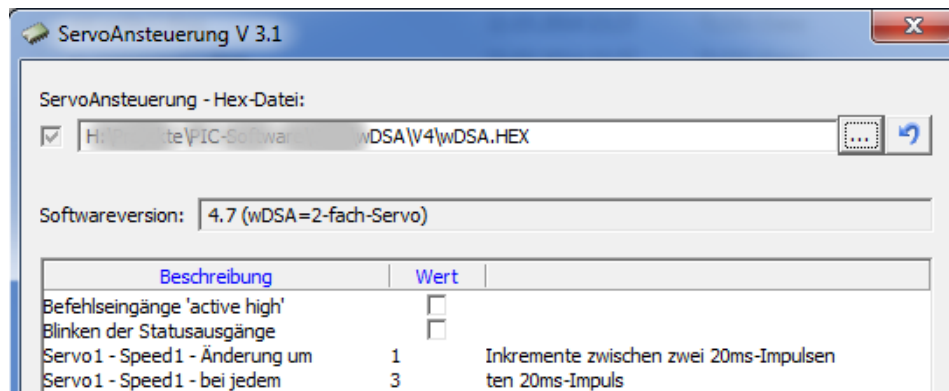 ServoAnsteuerung V 3.1
ServoAnsteuerung - Hex-Datei:
wDSA\V4\wDSA.HEX ...
Softwareversion: 4.7 (wDSA=2-fach-Servo)
Beschreibung Wert
Befehlseingänge 'active high'
Blinken der Statusausgänge
Servo1 - Speed1 - Änderung um 1 Inkremente zwischen zwei 20ms-Impulsen
Servo1 - Speed1 - bei jedem 3 ten 20ms-Impuls